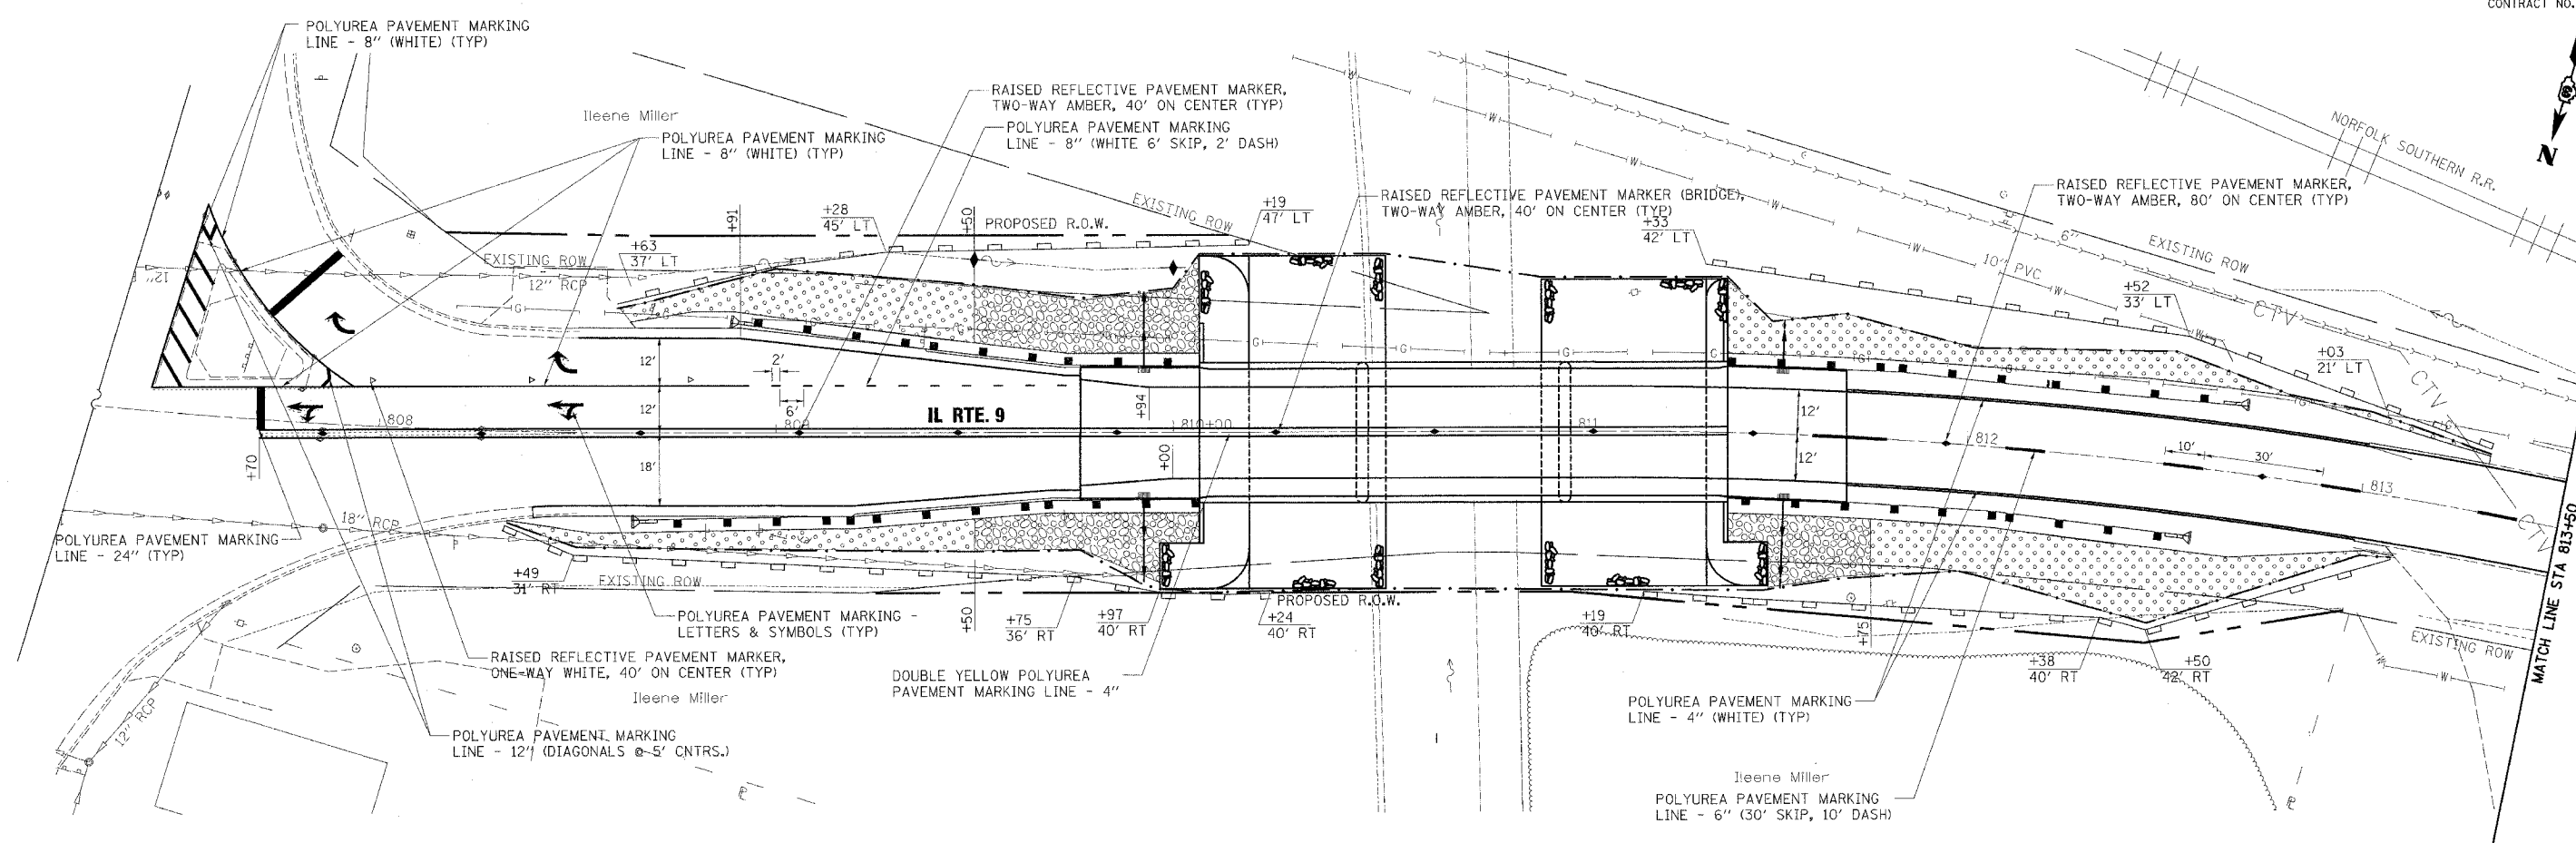 CONTRACT NO.
POLYUREA PAVEMENT MARKING
LINE - 8" (WHITE) (TYP)
Ileene Miller
POLYUREA PAVEMENT MARKING
LINE - 8" (WHITE) (TYP)
RAISED REFLECTIVE PAVEMENT MARKER,
TWO-WAY AMBER, 40' ON CENTER (TYP)
POLYUREA PAVEMENT MARKING
LINE - 8" (WHITE 6' SKIP, 2' DASH)
RAISED REFLECTIVE PAVEMENT MARKER (BRIDGE),
TWO-WAY AMBER, 40' ON CENTER (TYP)
RAISED REFLECTIVE PAVEMENT MARKER,
TWO-WAY AMBER, 80' ON CENTER (TYP)
NORFOLK SOUTHERN R.R.
N
EXISTING ROW
+91
+28
45' LT
+50
PROPOSED R.O.W.
EXISTING ROW
+19
47' LT
+33
42' LT
+63
37' LT
EXISTING ROW
12" RCP
12"
10" PVC
6"
+52
33' LT
CTV
+03
21' LT
CTV
CTV
12'
12'
18'
2'
6'
+94
+00
IL RTE. 9
808
809
810+00
811
812
813
12'
12'
10'
30'
+70
MATCH LINE STA 813+50
18" RCP
POLYUREA PAVEMENT MARKING
LINE - 24" (TYP)
+49
31' RT
EXISTING ROW
POLYUREA PAVEMENT MARKING -
LETTERS & SYMBOLS (TYP)
+50
+75
36' RT
+97
40' RT
+24
40' RT
PROPOSED R.O.W.
+19
40' RT
+75
+38
40' RT
+50
42' RT
EXISTING ROW
RAISED REFLECTIVE PAVEMENT MARKER,
ONE-WAY WHITE, 40' ON CENTER (TYP)
Ileene Miller
DOUBLE YELLOW POLYUREA
PAVEMENT MARKING LINE - 4"
POLYUREA PAVEMENT MARKING
LINE - 4" (WHITE) (TYP)
12" RCP
POLYUREA PAVEMENT MARKING
LINE - 12" (DIAGONALS @ 5' CNTRS.)
Ileene Miller
POLYUREA PAVEMENT MARKING
LINE - 6" (30' SKIP, 10' DASH)